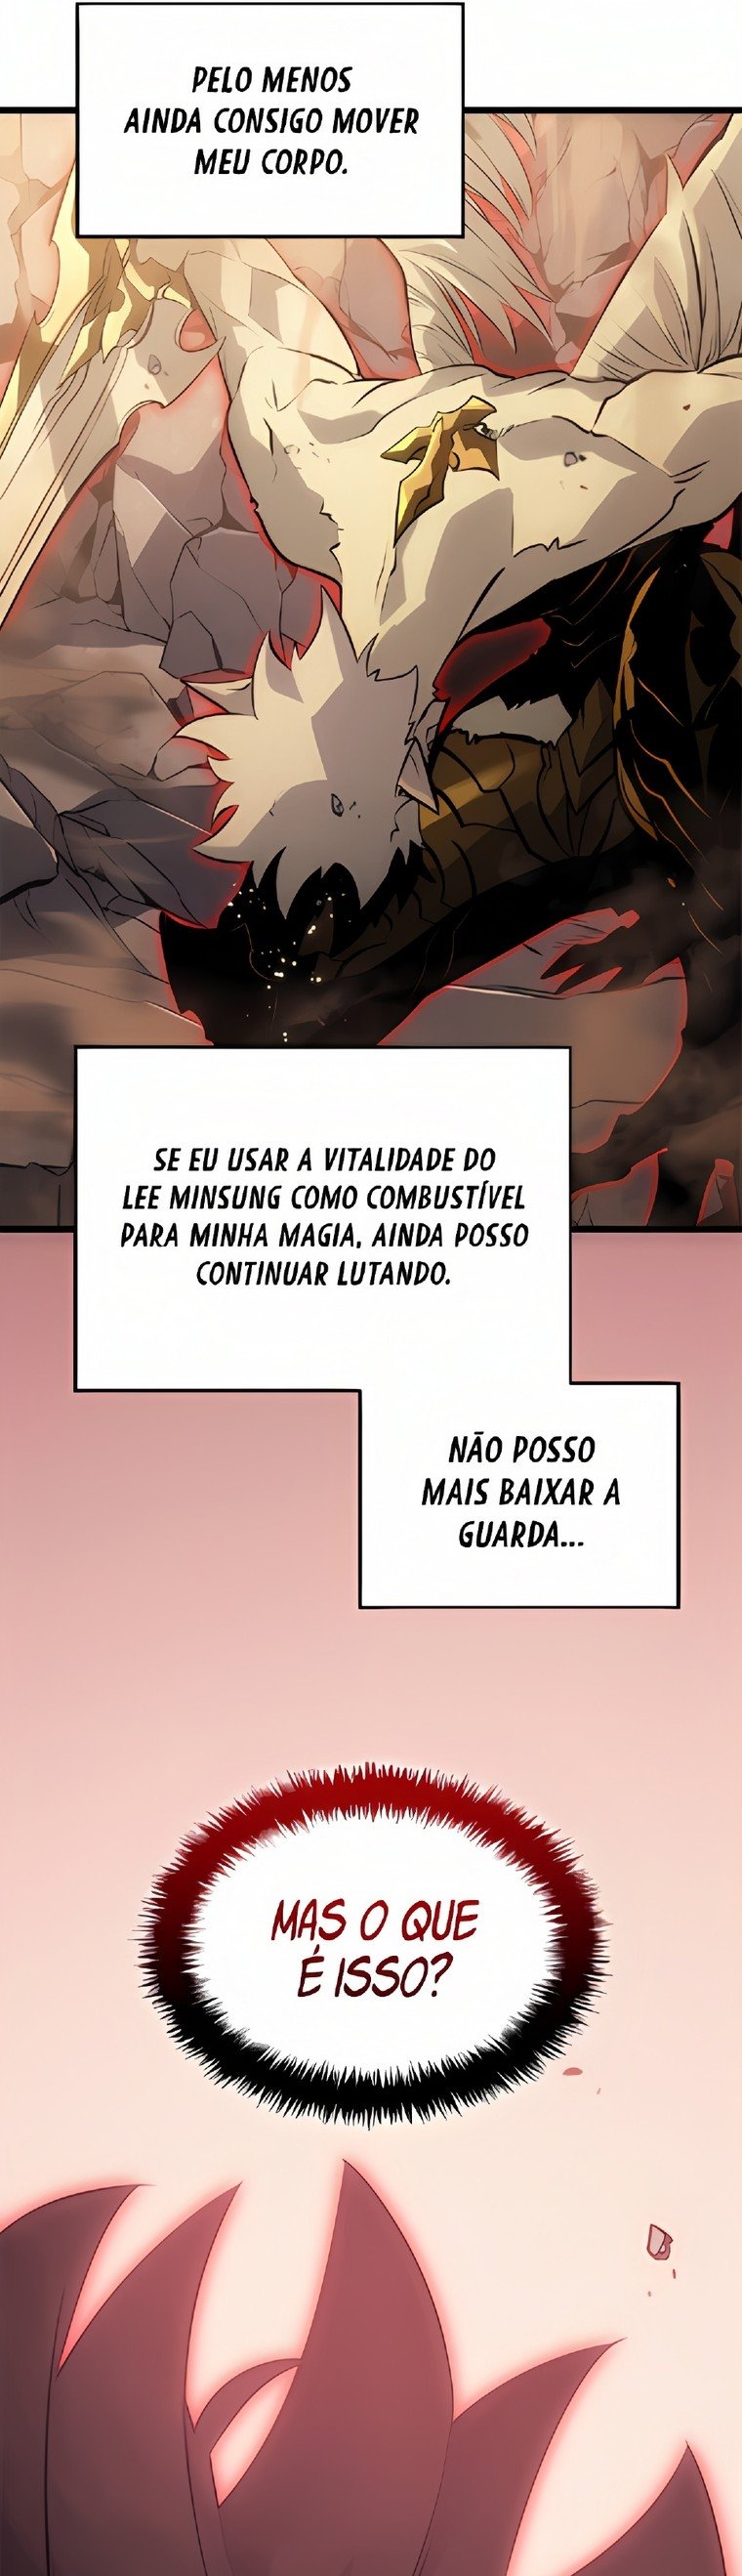 PELO MENOS
AINDA CONSIGO MOVER
MEU CORPO.
SE EU USAR A VITALIDADE DO
LEE MINSUNG COMO COMBUSTÍVEL
PARA MINHA MAGIA, AINDA POSSO
CONTINUAR LUTANDO.
NÃO POSSO
MAIS BAIXAR A
GUARDA...
MAS O QUE
É ISSO?